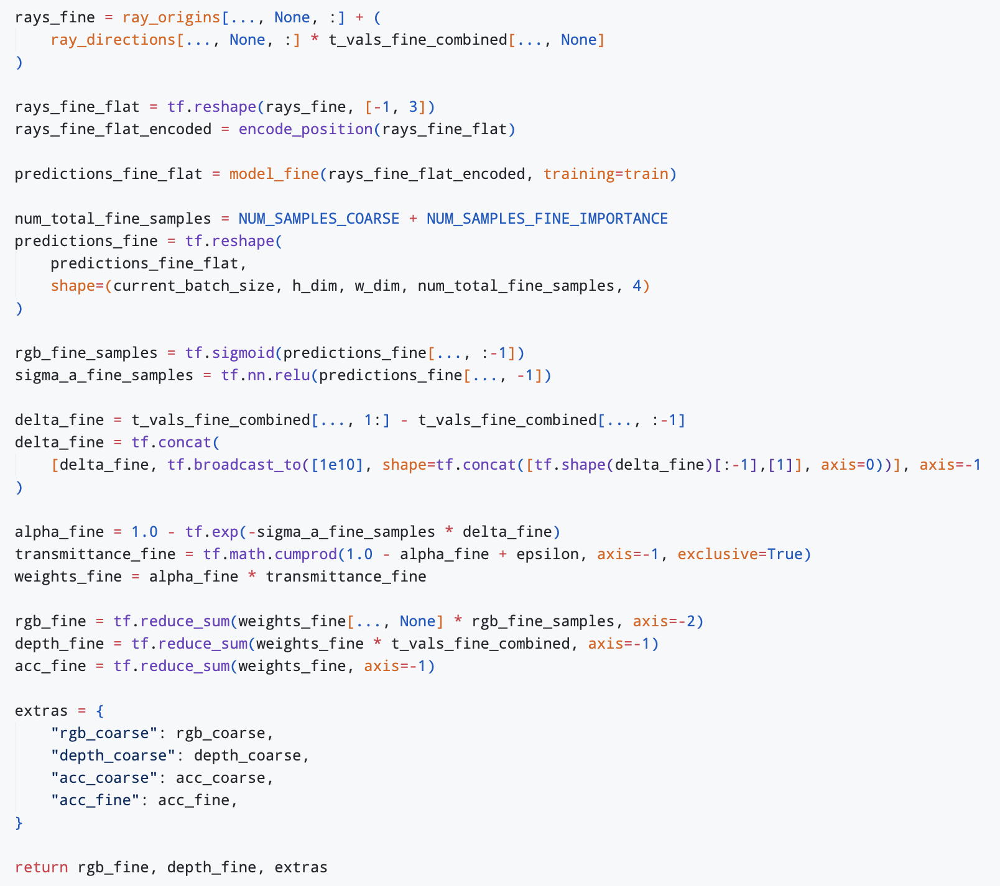 rays_fine = ray_origins[..., None, :] + (
    ray_directions[..., None, :] * t_vals_fine_combined[..., None]
)

rays_fine_flat = tf.reshape(rays_fine, [-1, 3])
rays_fine_flat_encoded = encode_position(rays_fine_flat)

predictions_fine_flat = model_fine(rays_fine_flat_encoded, training=train)

num_total_fine_samples = NUM_SAMPLES_COARSE + NUM_SAMPLES_FINE_IMPORTANCE
predictions_fine = tf.reshape(
    predictions_fine_flat,
    shape=(current_batch_size, h_dim, w_dim, num_total_fine_samples, 4)
)

rgb_fine_samples = tf.sigmoid(predictions_fine[..., :-1])
sigma_a_fine_samples = tf.nn.relu(predictions_fine[..., -1])

delta_fine = t_vals_fine_combined[..., 1:] - t_vals_fine_combined[..., :-1]
delta_fine = tf.concat(
    [delta_fine, tf.broadcast_to([1e10], shape=tf.concat([tf.shape(delta_fine)[:-1],[1]], axis=0))], axis=-1
)

alpha_fine = 1.0 - tf.exp(-sigma_a_fine_samples * delta_fine)
transmittance_fine = tf.math.cumprod(1.0 - alpha_fine + epsilon, axis=-1, exclusive=True)
weights_fine = alpha_fine * transmittance_fine

rgb_fine = tf.reduce_sum(weights_fine[..., None] * rgb_fine_samples, axis=-2)
depth_fine = tf.reduce_sum(weights_fine * t_vals_fine_combined, axis=-1)
acc_fine = tf.reduce_sum(weights_fine, axis=-1)

extras = {
    "rgb_coarse": rgb_coarse,
    "depth_coarse": depth_coarse,
    "acc_coarse": acc_coarse,
    "acc_fine": acc_fine,
}

return rgb_fine, depth_fine, extras